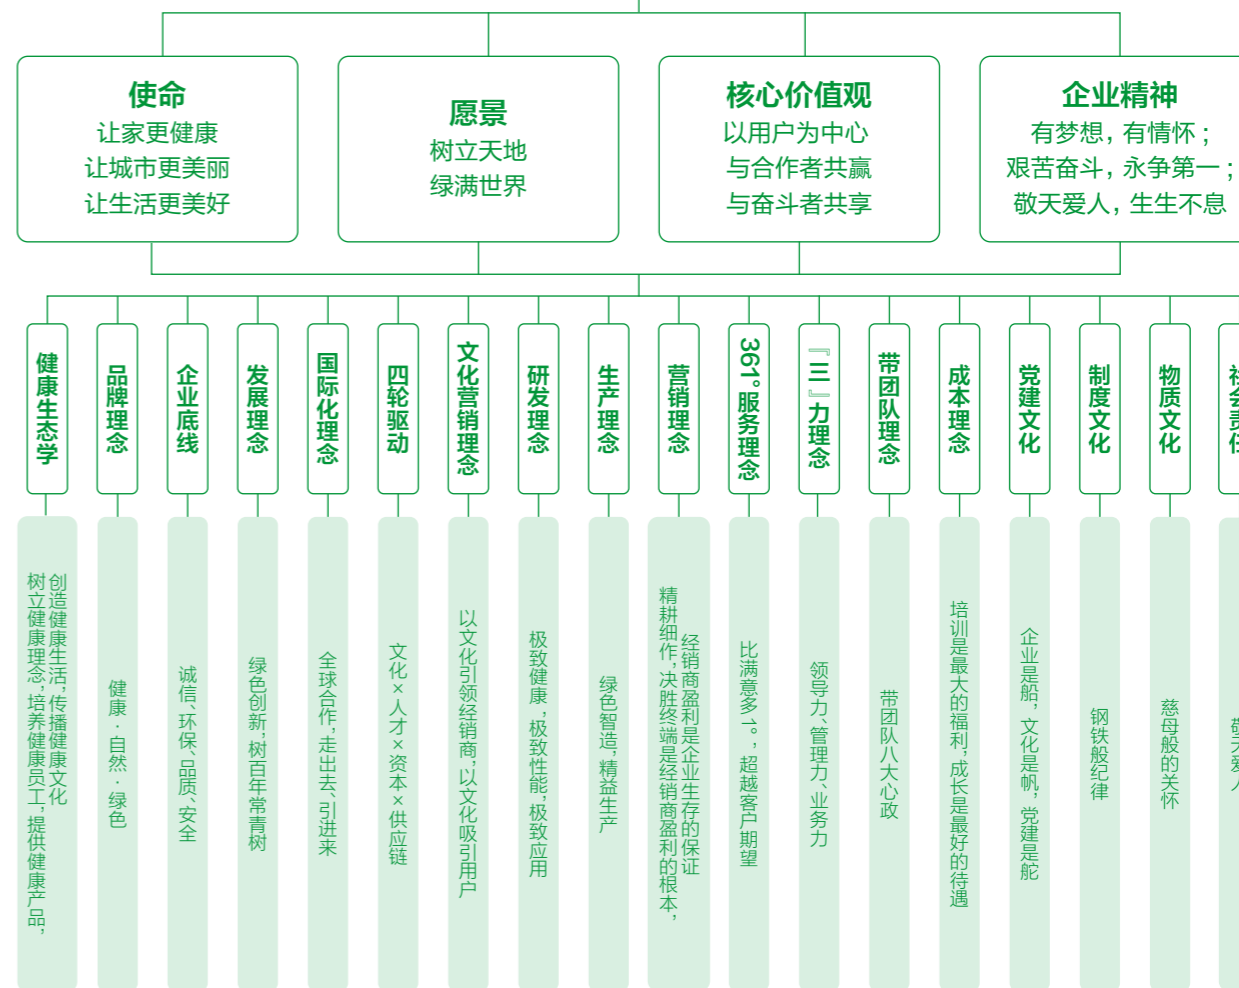 使命
让家更健康
让城市更美丽
让生活更美好
愿景
树立天地
绿满世界
核心价值观
以用户为中心
与合作者共赢
与奋斗者共享
企业精神
有梦想，有情怀；
艰苦奋斗，永争第一；
敬天爱人，生生不息
健康生态学
树立健康理念，培养健康员工，提供健康产品，
创造健康生活，传播健康文化
品牌理念
健康·自然·绿色
企业底线
诚信、环保、品质、安全
发展理念
绿色创新，树百年常青树
国际化理念
全球合作，走出去、引进来
四轮驱动
文化×人才×资本×供应链
文化营销理念
以文化引领经销商，以文化吸引用户
研发理念
极致健康，极致性能，极致应用
生产理念
绿色智造，精益生产
营销理念
精耕细作，决胜终端是经销商盈利的根本，
经销商盈利是企业生存的保证
361°服务理念
比满意多1°，超越客户期望
『三』力理念
领导力、管理力、业务力
带团队理念
带团队八大心政
成本理念
培训是最大的福利，成长是最好的待遇
党建文化
企业是船，文化是帆，党建是舵
制度文化
钢铁般纪律
物质文化
慈母般的关怀